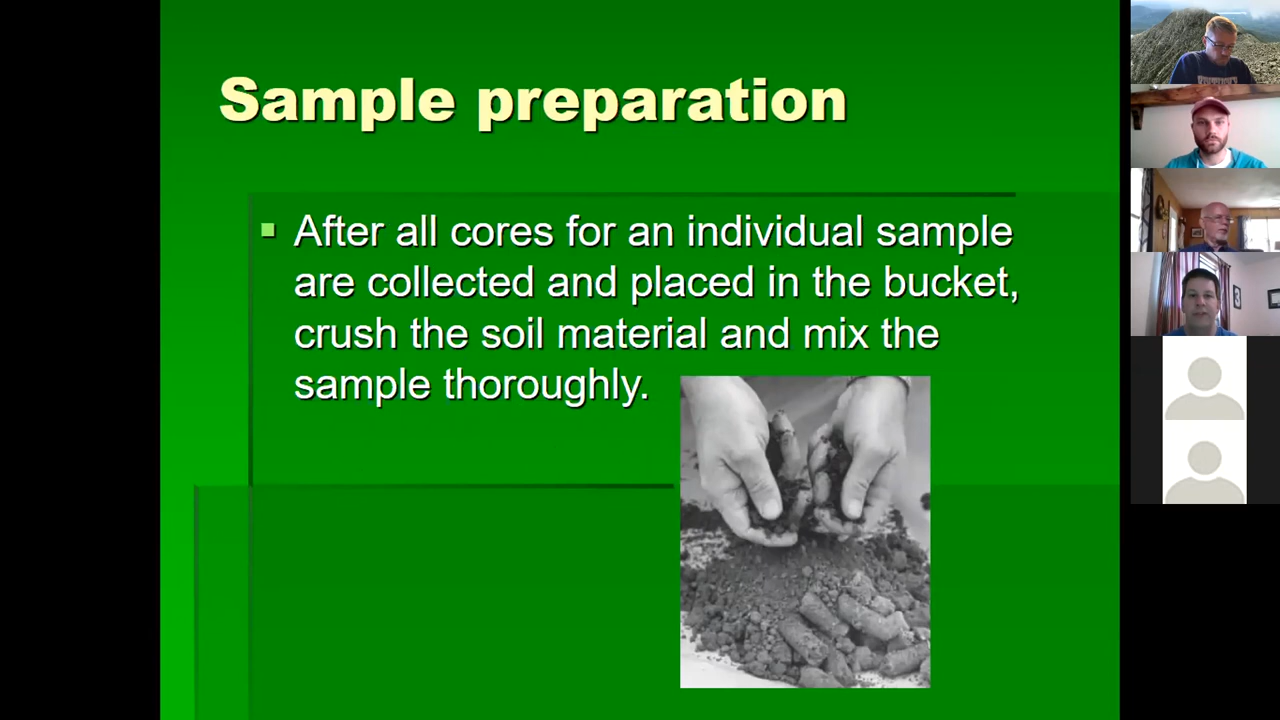 Sample preparation
After all cores for an individual sample
are collected and placed in the bucket,
crush the soil material and mix the
sample thoroughly.